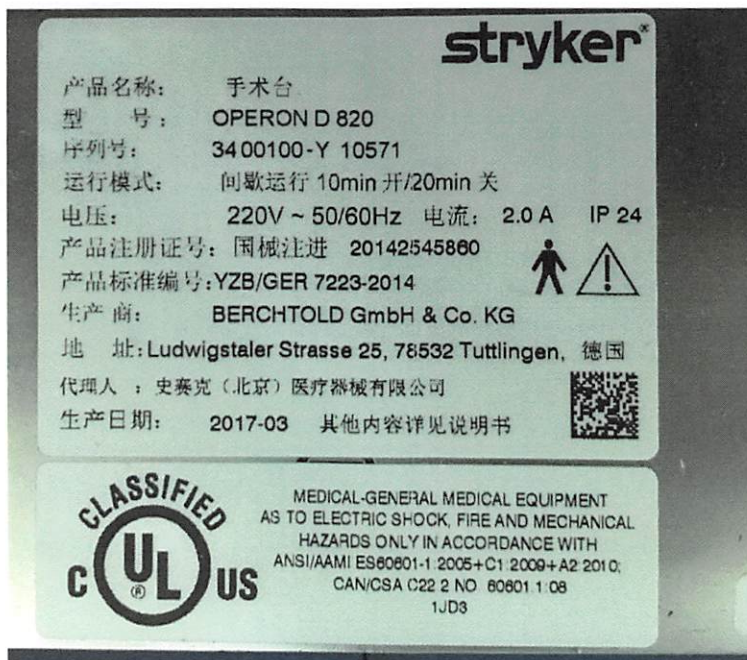 stryker®
产品名称： 手术台
型 号： OPERON D 820
序列号： 3400100-Y 10571
运行模式： 间歇运行 10min 开/20min 关
电压： 220V ~ 50/60Hz 电流： 2.0 A IP 24
产品注册证号：国械注进 20142545860
产品标准编号：YZB/GER 7223-2014
生产 商： BERCHTOLD GmbH & Co. KG
地 址：Ludwigstaler Strasse 25, 78532 Tuttlingen, 德国
代理人 ：史赛克（北京）医疗器械有限公司
生产日期： 2017-03 其他内容详见说明书
CLASSIFIED
C UL® US
MEDICAL-GENERAL MEDICAL EQUIPMENT
AS TO ELECTRIC SHOCK, FIRE AND MECHANICAL
HAZARDS ONLY IN ACCORDANCE WITH
ANSI/AAMI ES60601-1:2005+C1:2009+A2:2010;
CAN/CSA C22 2 NO 60601.1:08
1JD3